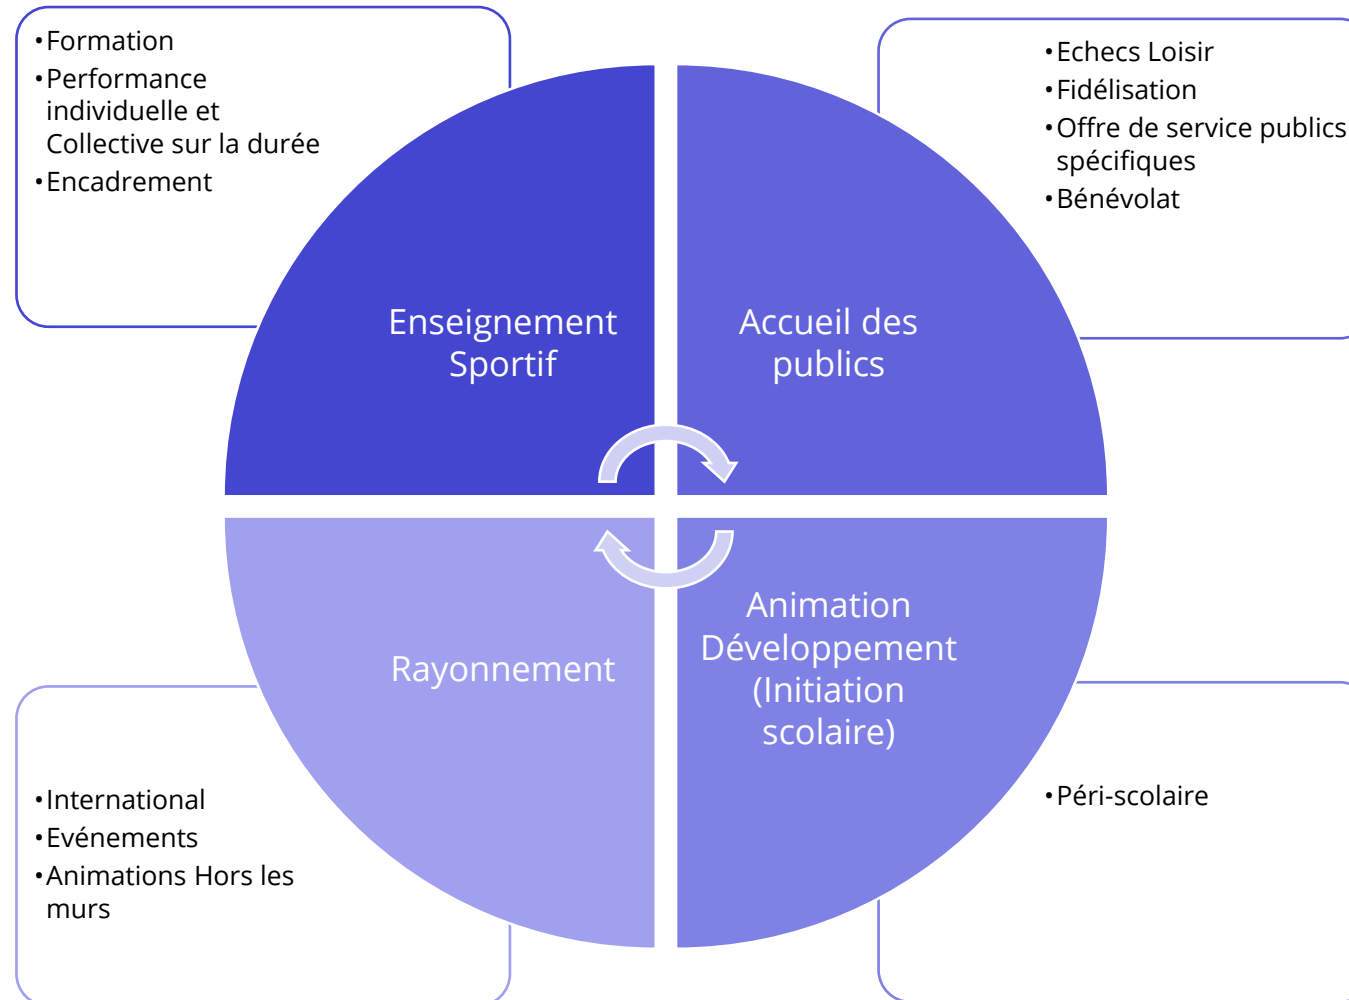 •Formation
•Performance
individuelle et
Collective sur la durée
•Encadrement
•Echecs Loisir
•Fidélisation
•Offre de service publics
spécifiques
•Bénévolat
Enseignement
Sportif
Accueil des
publics
Rayonnement
Animation
Développement
(Initiation
scolaire)
•International
•Evénements
•Animations Hors les
murs
•Péri-scolaire